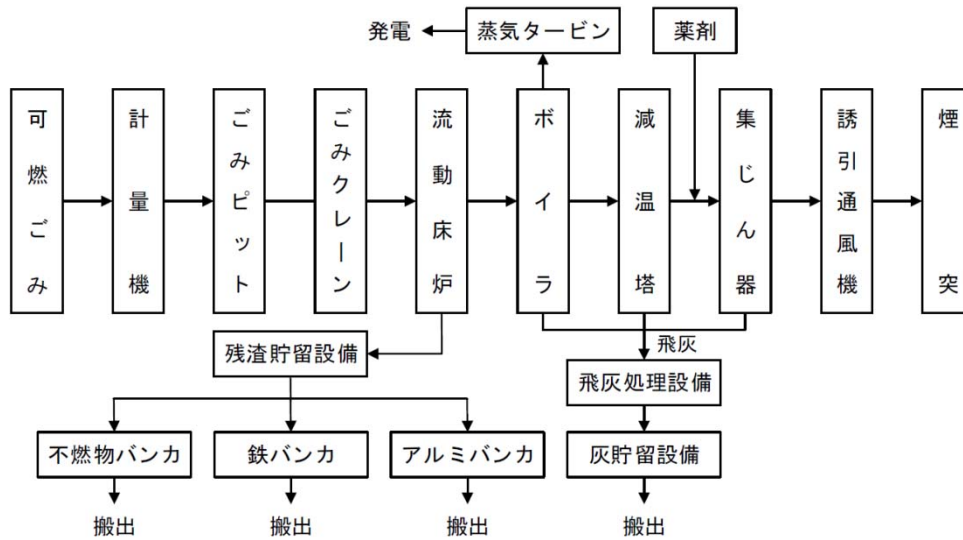 発電
蒸気タービン
薬剤
可燃ごみ
計量機
ごみピット
ごみクレーン
流動床炉
ボイラ
減温塔
集じん器
誘引通風機
煙突
残渣貯留設備
飛灰
飛灰処理設備
不燃物バンカ
鉄バンカ
アルミバンカ
灰貯留設備
搬出
搬出
搬出
搬出